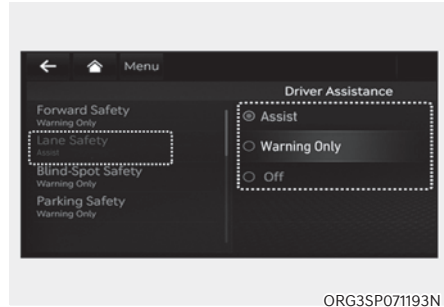 Menu
Driver Assistance
Forward Safety
Warning Only
Lane Safety
Assist
Blind-Spot Safety
Warning Only
Parking Safety
Warning Only
Assist
Warning Only
Off
ORG3SP071193N